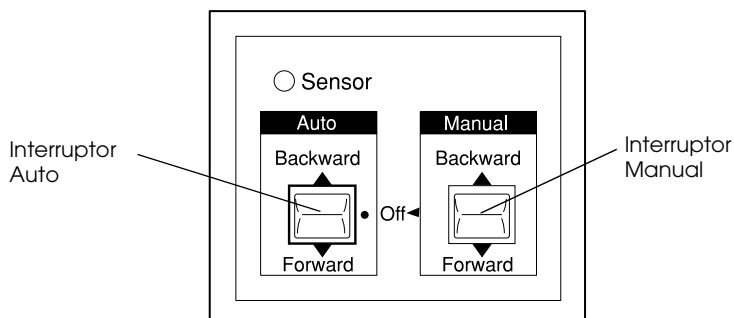 Sensor
Auto
Manual
Backward
Backward
Interruptor
Auto
Interruptor
Manual
Off
Forward
Forward